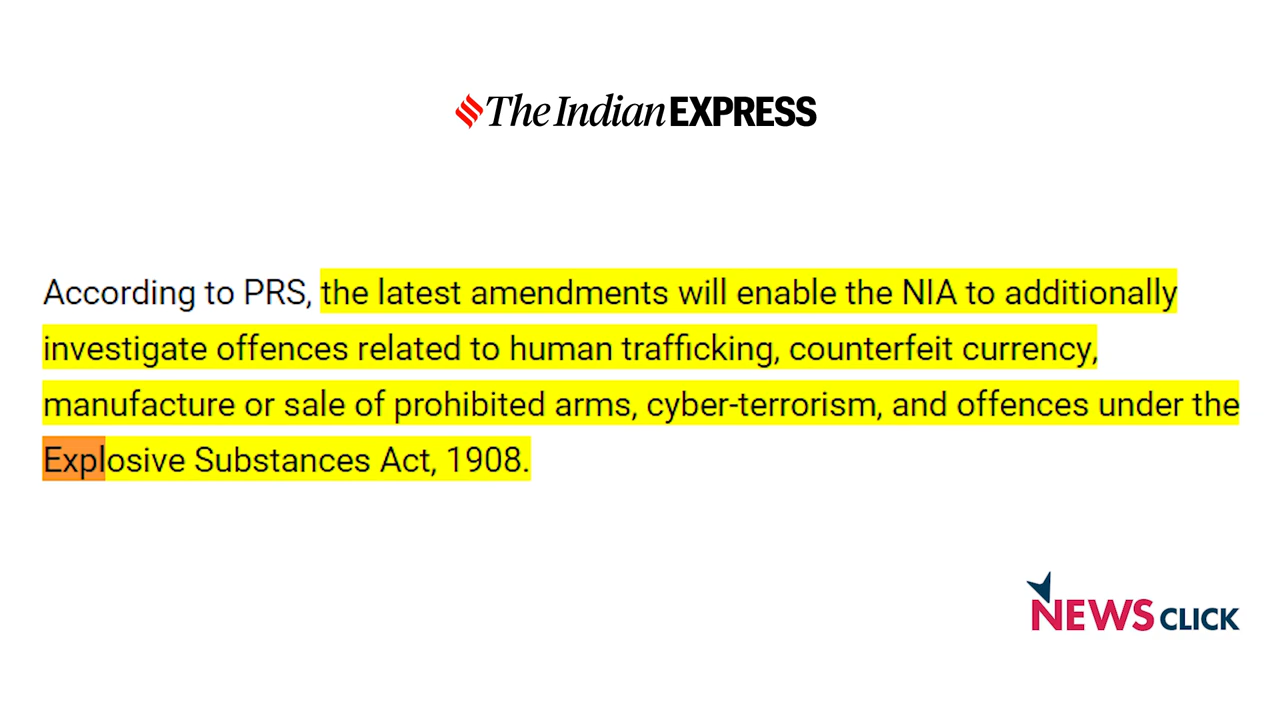 The Indian EXPRESS
According to PRS, the latest amendments will enable the NIA to additionally
investigate offences related to human trafficking, counterfeit currency,
manufacture or sale of prohibited arms, cyber-terrorism, and offences under the
Explosive Substances Act, 1908.
NEWS CLICK